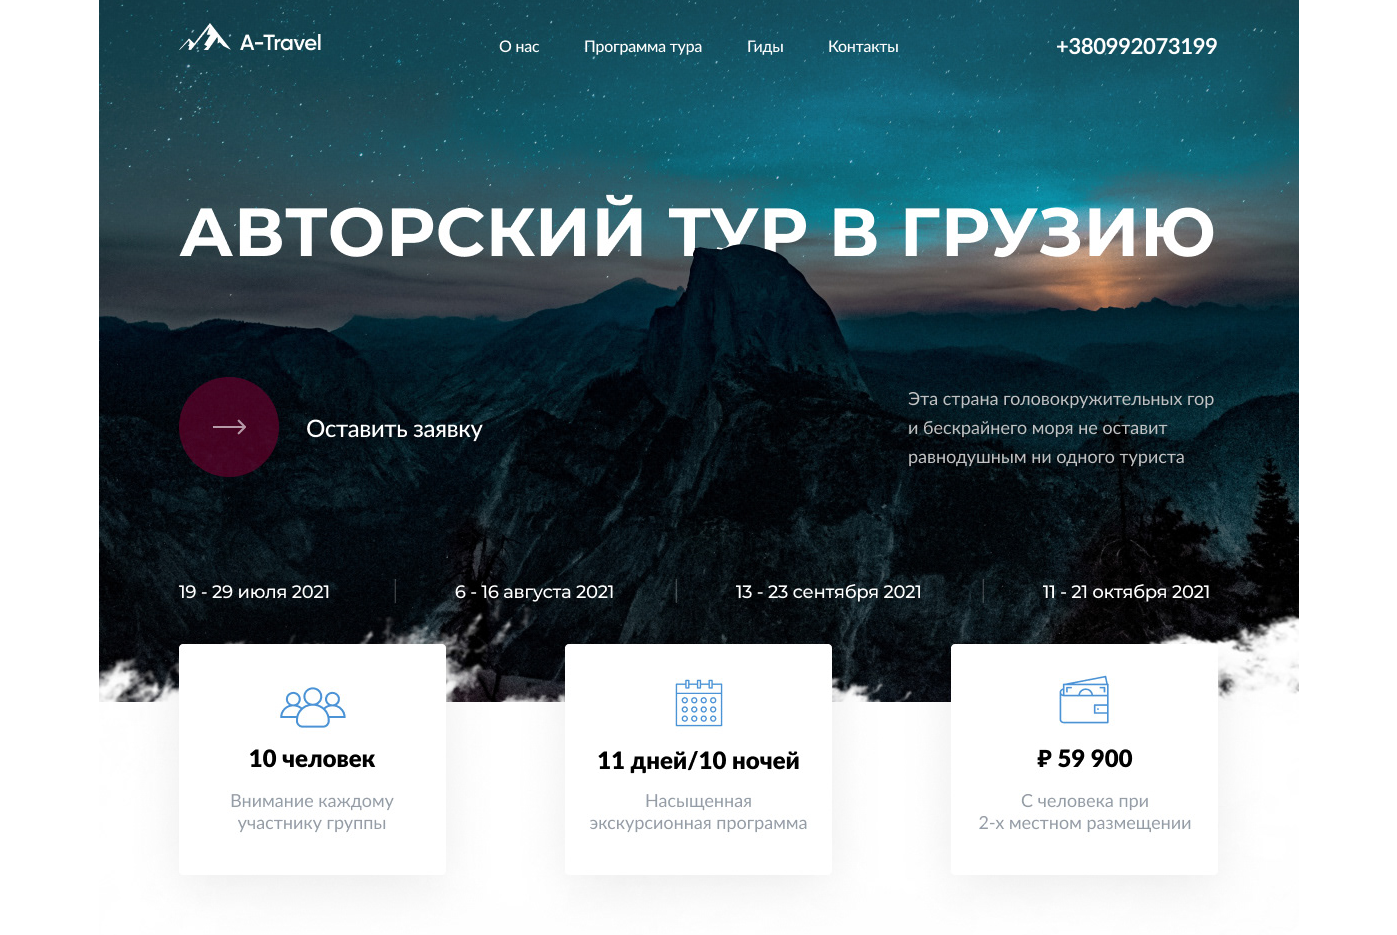 A-Travel
О нас
Программа тура
Гиды
Контакты
+380992073199
АВТОРСКИЙ ТУР В ГРУЗИЮ
Оставить заявку
Эта страна головокружительных гор
и бескрайнего моря не оставит
равнодушным ни одного туриста
19 - 29 июля 2021
6 - 16 августа 2021
13 - 23 сентября 2021
11 - 21 октября 2021
10 человек
Внимание каждому
участнику группы
11 дней/10 ночей
Насыщенная
экскурсионная программа
₽ 59 900
С человека при
2-х местном размещении